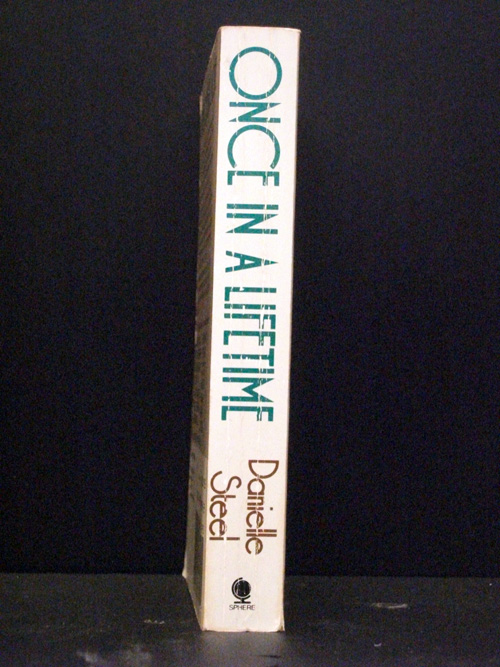 ONCE IN A LIFETIME
Danielle
Steel
SPHERE